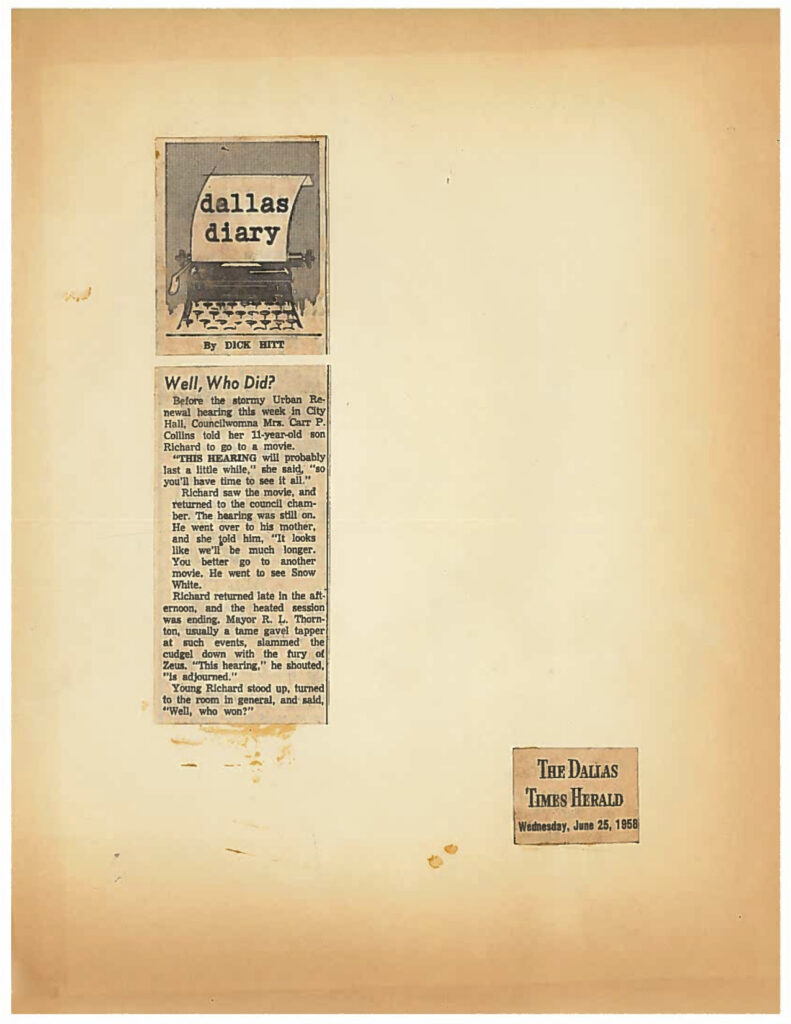 dallas
diary
By DICK HITT
Well, Who Did?
Before the stormy Urban Re-
newal hearing this week in City
Hall, Councilwomna Mrs. Carr P.
Collins told her 11-year-old son
Richard to go to a movie.
"THIS HEARING will probably
last a little while," she said, "so
you'll have time to see it all."
Richard saw the movie, and
returned to the council cham-
ber. The hearing was still on.
He went over to his mother,
and she told him, "It looks
like we'll be much longer.
You better go to another
movie. He went to see Snow
White.
Richard returned late in the aft-
ernoon, and the heated session
was ending. Mayor R. L. Thorn-
ton, usually a tame gavel tapper
at such events, slammed the
cudgel down with the fury of
Zeus. "This hearing," he shouted,
"is adjourned."
Young Richard stood up, turned
to the room in general, and said,
"Well, who won?"
THE DALLAS
TIMES HERALD
Wednesday, June 25, 1958